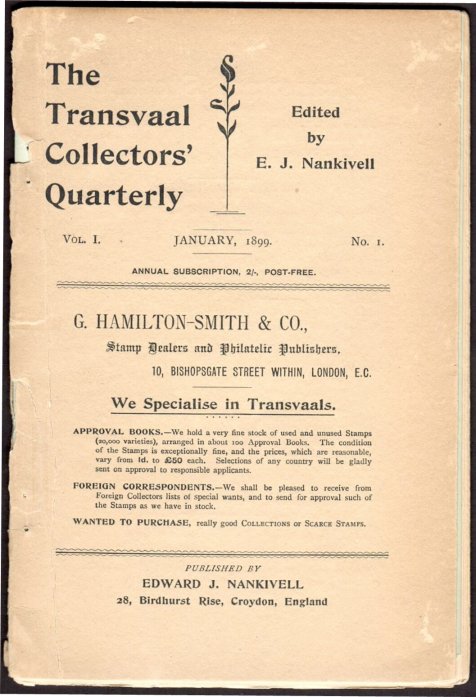 The
Transvaal
Collectors'
Quarterly
Edited
by
E. J. Nankivell
VOL. I.
JANUARY, 1899.
No. 1.
ANNUAL SUBSCRIPTION, 2/-, POST-FREE.
G. HAMILTON-SMITH & CO.,
Stamp Dealers and Philatelic Publishers,
10, BISHOPSGATE STREET WITHIN, LONDON, E.C.
We Specialise in Transvaals.
APPROVAL BOOKS.—We hold a very fine stock of used and unused Stamps
(20,000 varieties), arranged in about 100 Approval Books. The condition
of the Stamps is exceptionally fine, and the prices, which are reasonable,
vary from 1d. to £50 each. Selections of any country will be gladly
sent on approval to responsible applicants.
FOREIGN CORRESPONDENTS.—We shall be pleased to receive from
Foreign Collectors lists of special wants, and to send for approval such of
the Stamps as we have in stock.
WANTED TO PURCHASE, really good COLLECTIONS or SCARCE STAMPS.
PUBLISHED BY
EDWARD J. NANKIVELL
28, Birdhurst Rise, Croydon, England